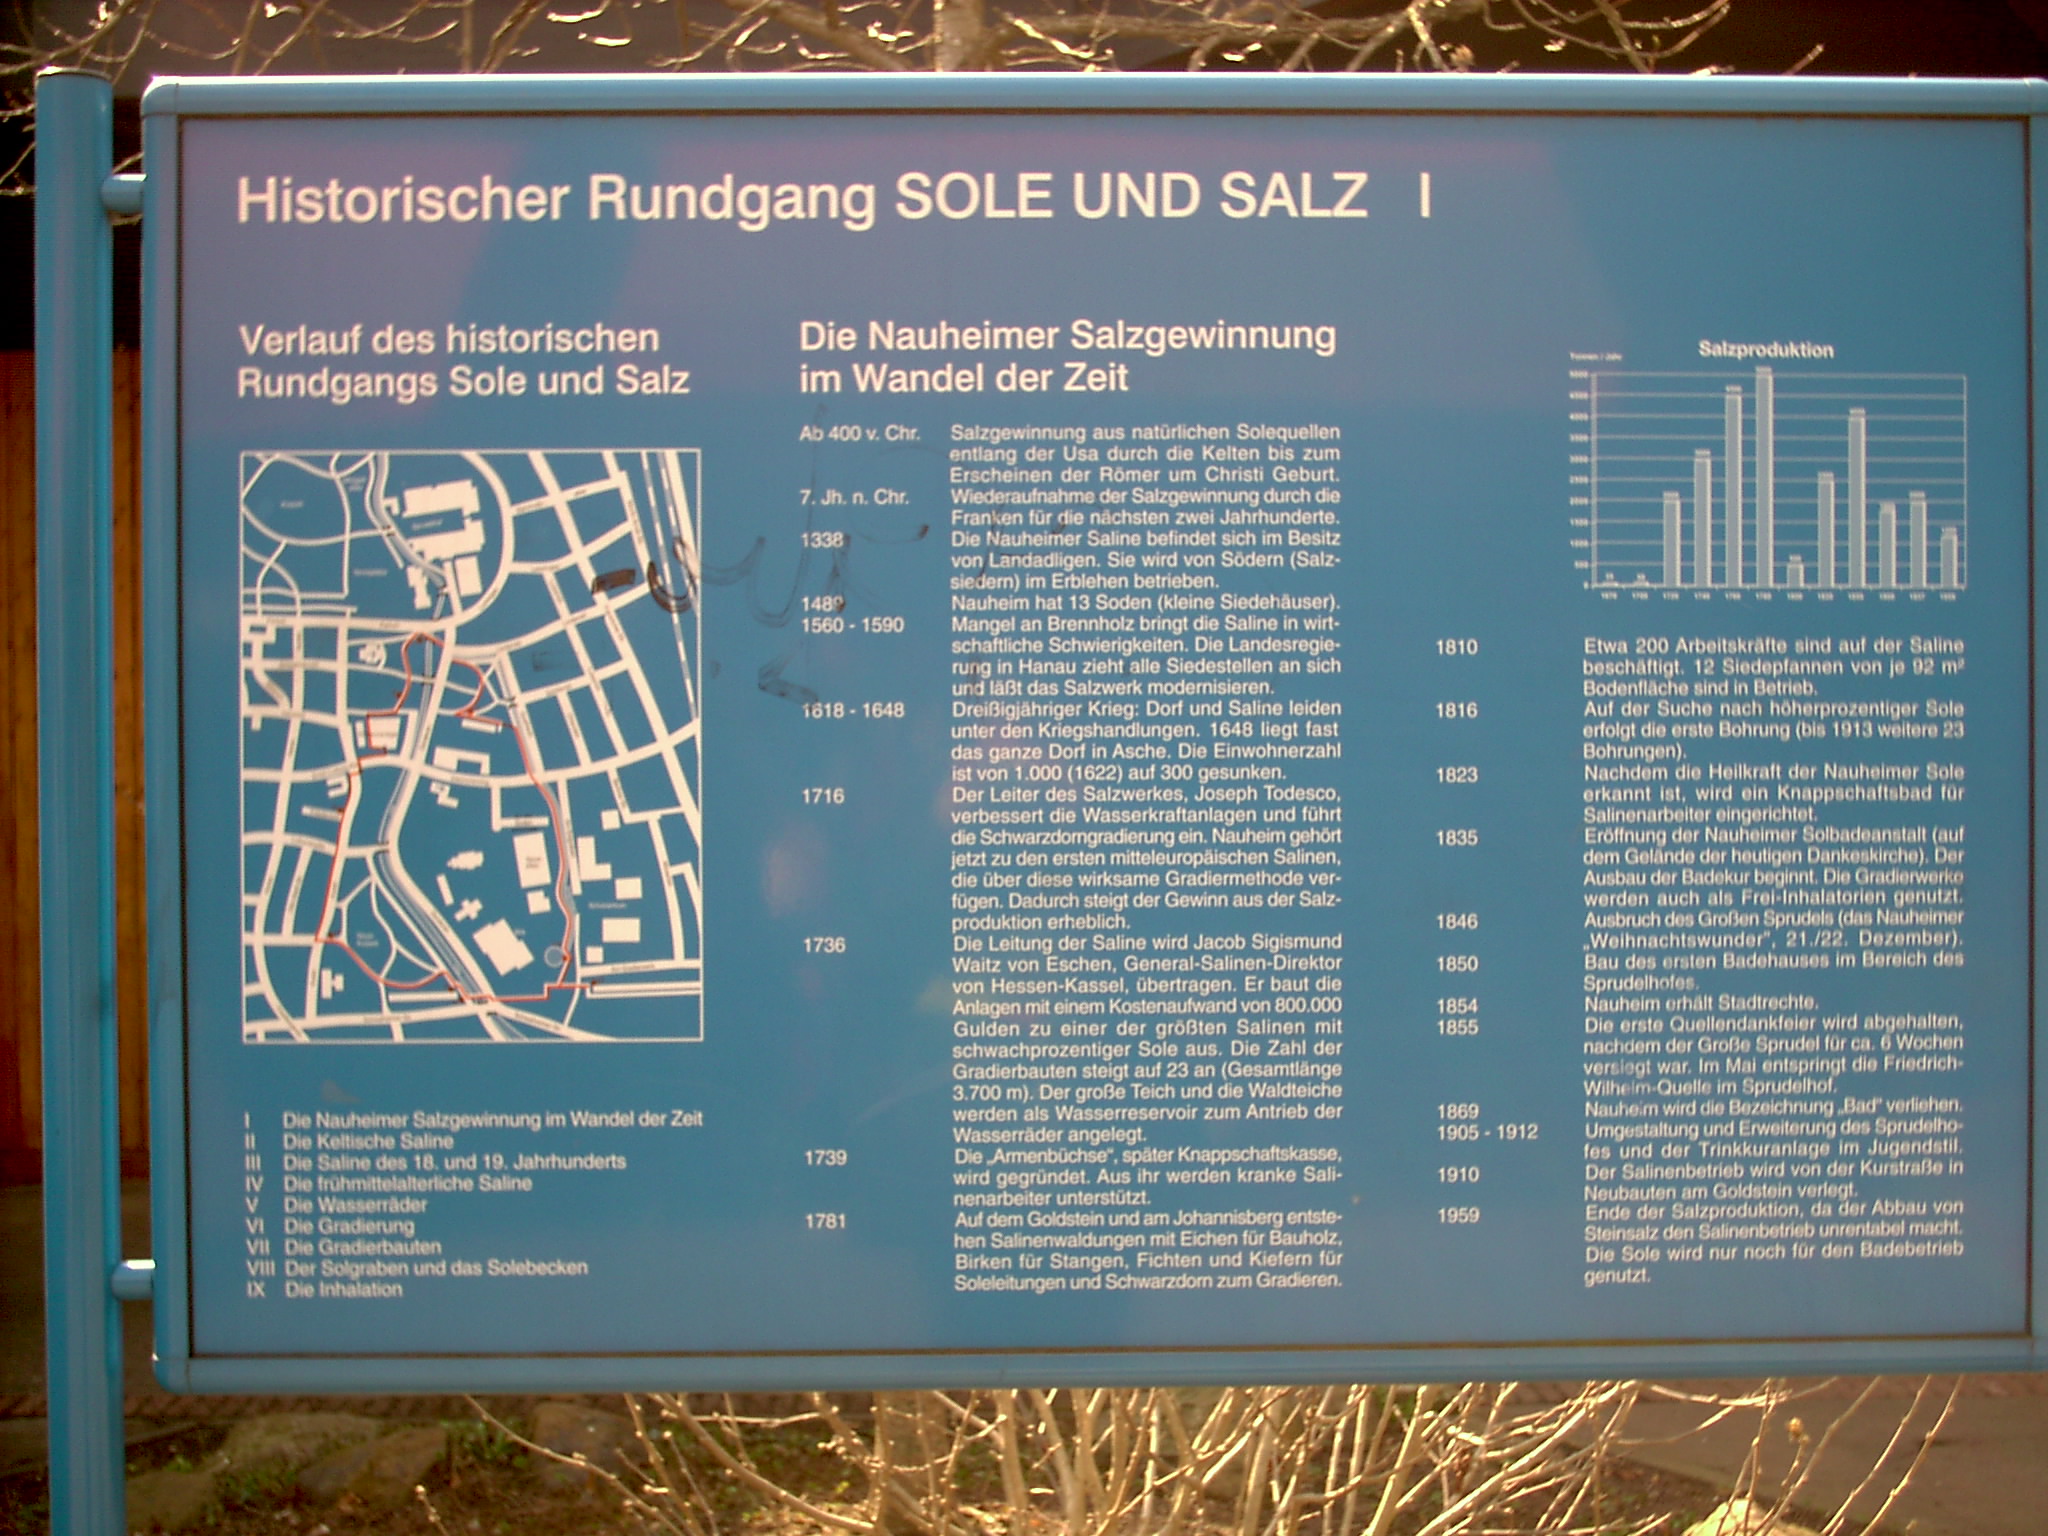 Historischer Rundgang SOLE UND SALZ I
Verlauf des historischen
Rundgangs Sole und Salz
I Die Nauheimer Salzgewinnung im Wandel der Zeit
II Die Keltische Saline
III Die Saline des 18. und 19. Jahrhunderts
IV Die frühmittelalterliche Saline
V Die Wasserräder
VI Die Gradierung
VII Die Gradierbauten
VIII Der Solgraben und das Solebecken
IX Die Inhalation
Die Nauheimer Salzgewinnung
im Wandel der Zeit
Ab 400 v. Chr. Salzgewinnung aus natürlichen Solequellen
entlang der Usa durch die Kelten bis zum
Erscheinen der Römer um Christi Geburt.
7. Jh. n. Chr. Wiederaufnahme der Salzgewinnung durch die
Franken für die nächsten zwei Jahrhunderte.
1338 Die Nauheimer Saline befindet sich im Besitz
von Landadligen. Sie wird von Södern (Salz-
siedern) im Erblehen betrieben.
1489 Nauheim hat 13 Soden (kleine Siedehäuser).
1560 - 1590 Mangel an Brennholz bringt die Saline in wirt-
schaftliche Schwierigkeiten. Die Landesregie-
rung in Hanau zieht alle Siedestellen an sich
und läßt das Salzwerk modernisieren.
1618 - 1648 Dreißigjähriger Krieg: Dorf und Saline leiden
unter den Kriegshandlungen. 1648 liegt fast
das ganze Dorf in Asche. Die Einwohnerzahl
ist von 1.000 (1622) auf 300 gesunken.
1716 Der Leiter des Salzwerkes, Joseph Todesco,
verbessert die Wasserkraftanlagen und führt
die Schwarzdorngradierung ein. Nauheim gehört
jetzt zu den ersten mitteleuropäischen Salinen,
die über diese wirksame Gradiermethode ver-
fügen. Dadurch steigt der Gewinn aus der Salz-
produktion erheblich.
1736 Die Leitung der Saline wird Jacob Sigismund
Waitz von Eschen, General-Salinen-Direktor
von Hessen-Kassel, übertragen. Er baut die
Anlagen mit einem Kostenaufwand von 800.000
Gulden zu einer der größten Salinen mit
schwachprozentiger Sole aus. Die Zahl der
Gradierbauten steigt auf 23 an (Gesamtlänge
3.700 m). Der große Teich und die Waldteiche
werden als Wasserreservoir zum Antrieb der
Wasserräder angelegt.
1739 Die „Armenbüchse“, später Knappschaftskasse,
wird gegründet. Aus ihr werden kranke Sali-
nenarbeiter unterstützt.
1781 Auf dem Goldstein und am Johannisberg entste-
hen Salinenwaldungen mit Eichen für Bauholz,
Birken für Stangen, Fichten und Kiefern für
Soleleitungen und Schwarzdorn zum Gradieren.
Salzproduktion
Tonnen / Jahr
1810 Etwa 200 Arbeitskräfte sind auf der Saline
beschäftigt. 12 Siedepfannen von je 92 m²
Bodenfläche sind in Betrieb.
1816 Auf der Suche nach höherprozentiger Sole
erfolgt die erste Bohrung (bis 1913 weitere 23
Bohrungen).
1823 Nachdem die Heilkraft der Nauheimer Sole
erkannt ist, wird ein Knappschaftsbad für
Salinenarbeiter eingerichtet.
1835 Eröffnung der Nauheimer Solbadeanstalt (auf
dem Gelände der heutigen Dankeskirche). Der
Ausbau der Badekur beginnt. Die Gradierwerke
werden auch als Frei-Inhalatorien genutzt.
1846 Ausbruch des Großen Sprudels (das Nauheimer
„Weihnachtswunder“, 21./22. Dezember).
1850 Bau des ersten Badehauses im Bereich des
Sprudelhofes.
1854 Nauheim erhält Stadtrechte.
1855 Die erste Quellendankfeier wird abgehalten,
nachdem der Große Sprudel für ca. 6 Wochen
versiegt war. Im Mai entspringt die Friedrich-
Wilhelm-Quelle im Sprudelhof.
1869 Nauheim wird die Bezeichnung „Bad“ verliehen.
1905 - 1912 Umgestaltung und Erweiterung des Sprudelho-
fes und der Trinkkuranlage im Jugendstil.
1910 Der Salinenbetrieb wird von der Kurstraße in
Neubauten am Goldstein verlegt.
1959 Ende der Salzproduktion, da der Abbau von
Steinsalz den Salinenbetrieb unrentabel macht.
Die Sole wird nur noch für den Badebetrieb
genutzt.